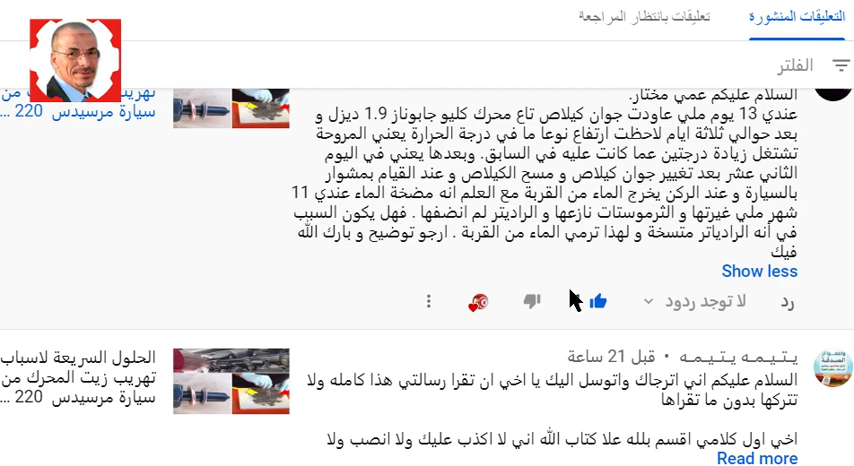 التعليقات المنشورة
تعليقات بانتظار المراجعة
الفلتر
السلام عليكم عمي مختار.
عندي 13 يوم ملي عاودت جوان كيلاص تاع محرك كليو جابوناز 1.9 ديزل و
بعد حوالي ثلاثة ايام لاحظت ارتفاع نوعا ما في درجة الحرارة يعني المروحة
تشتغل زيادة درجتين عما كانت عليه في السابق. وبعدها يعني في اليوم
الثاني عشر بعد تغيير جوان كيلاص و مسح الكيلاص و عند القيام بمشوار
بالسيارة و عند الركن يخرج الماء من القربة مع العلم انه مضخة الماء عندي 11
شهر ملي غيرتها و الثرموستات نازعها و الراديتر لم انضفها . فهل يكون السبب
في أنه الرادياتر متسخة و لهذا ترمي الماء من القربة . ارجو توضيح و بارك الله
فيك
Show less
رد
لا توجد ردود
تهريب زيت المحرك من
سيارة مرسيدس 220 ...
يـتـيـمـه يـتـيـمـه • قبل 21 ساعة
السلام عليكم اني اترجاك واتوسل اليك يا اخي ان تقرا رسالتي هذا كامله ولا
تتركها بدون ما تقراها
اخي اول كلامي اقسم بلله علا كتاب الله اني لا اكذب عليك ولا انصب ولا
Read more
الحلول السريعة لاسباب
تهريب زيت المحرك من
سيارة مرسيدس 220 ...